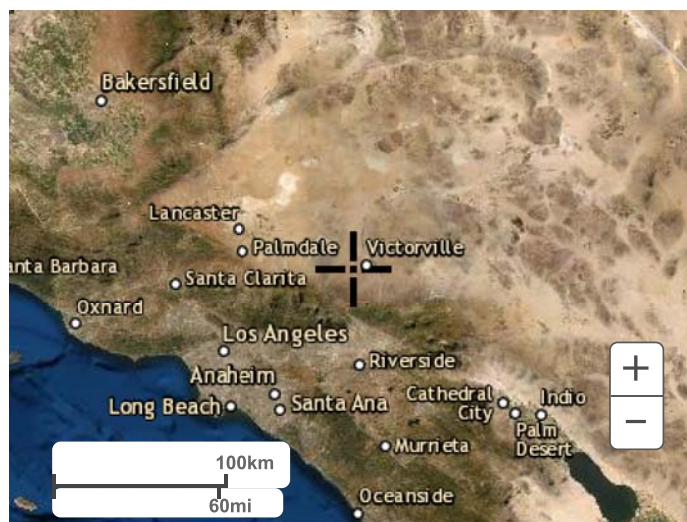 Bakersfield
Lancaster
Palmdale
Victorville
anta Barbara
Santa Clarita
Oxnard
Los Angeles
Riverside
Anaheim
Cathedral
City
Indio
Long Beach
Santa Ana
Palm
Desert
Murrieta
100km
60mi
Oceanside
+
−